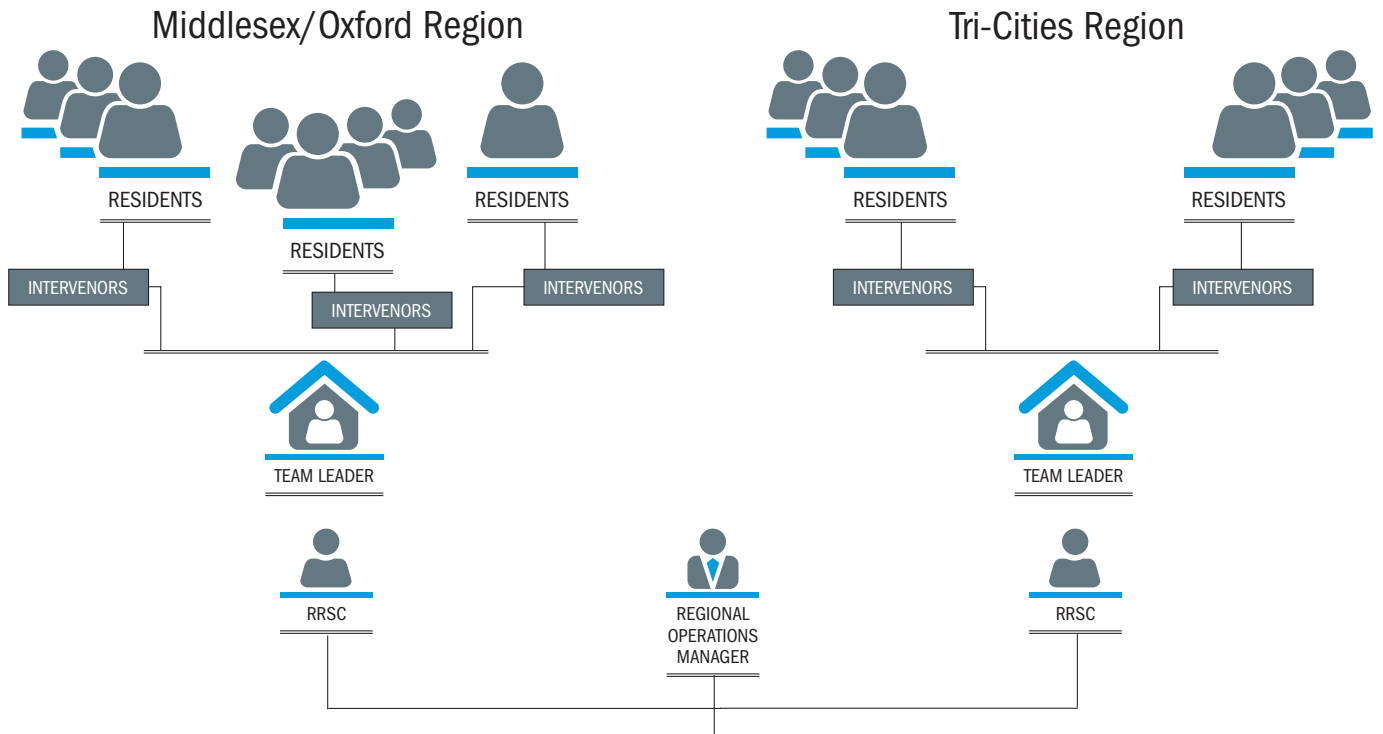 Middlesex/Oxford Region
Tri-Cities Region
RESIDENTS
RESIDENTS
RESIDENTS
RESIDENTS
RESIDENTS
INTERVENORS
INTERVENORS
INTERVENORS
INTERVENORS
INTERVENORS
TEAM LEADER
TEAM LEADER
RRSC
REGIONAL
OPERATIONS
MANAGER
RRSC